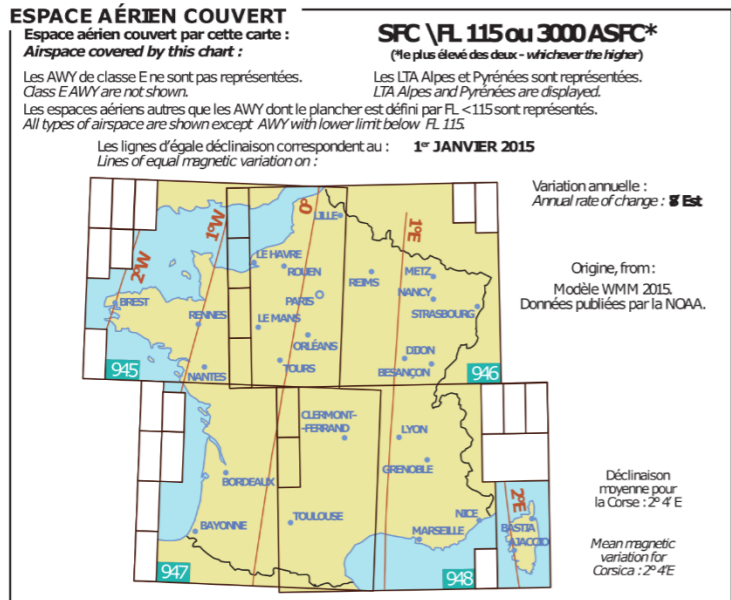 ESPACE AÉRIEN COUVERT
Espace aérien couvert par cette carte :
Airspace covered by this chart :
SFC \ FL 115 ou 3000 ASFC*
(*le plus élevé des deux - whichever the higher)
Les AWY de classe E ne sont pas représentées.
Class E AWY are not shown.
Les LTA Alpes et Pyrénées sont représentées.
LTA Alpes and Pyrénées are displayed.
Les espaces aériens autres que les AWY dont le plancher est défini par FL < 115 sont représentés.
All types of airspace are shown except AWY with lower limit below FL 115.
Les lignes d'égale déclinaison correspondent au : 1er JANVIER 2015
Lines of equal magnetic variation on :
Variation annuelle :
Annual rate of change : 8' Est
Origine, from :
Modèle WMM 2015.
Données publiées par la NOAA.
2°W
1°W
0°
1°E
LILLE
LE HAVRE
ROUEN
REIMS
METZ
PARIS
NANCY
BREST
STRASBOURG
RENNES
LE MANS
ORLÉANS
DIJON
TOURS
BESANÇON
NANTES
945
946
CLERMONT-
-FERRAND
LYON
GRENOBLE
BORDEAUX
TOULOUSE
BAYONNE
NICE
MARSEILLE
2°E
BASTIA
AJACCIO
947
948
Déclinaison
moyenne pour
la Corse : 2° 4' E
Mean magnetic
variation for
Corsica : 2° 4'E